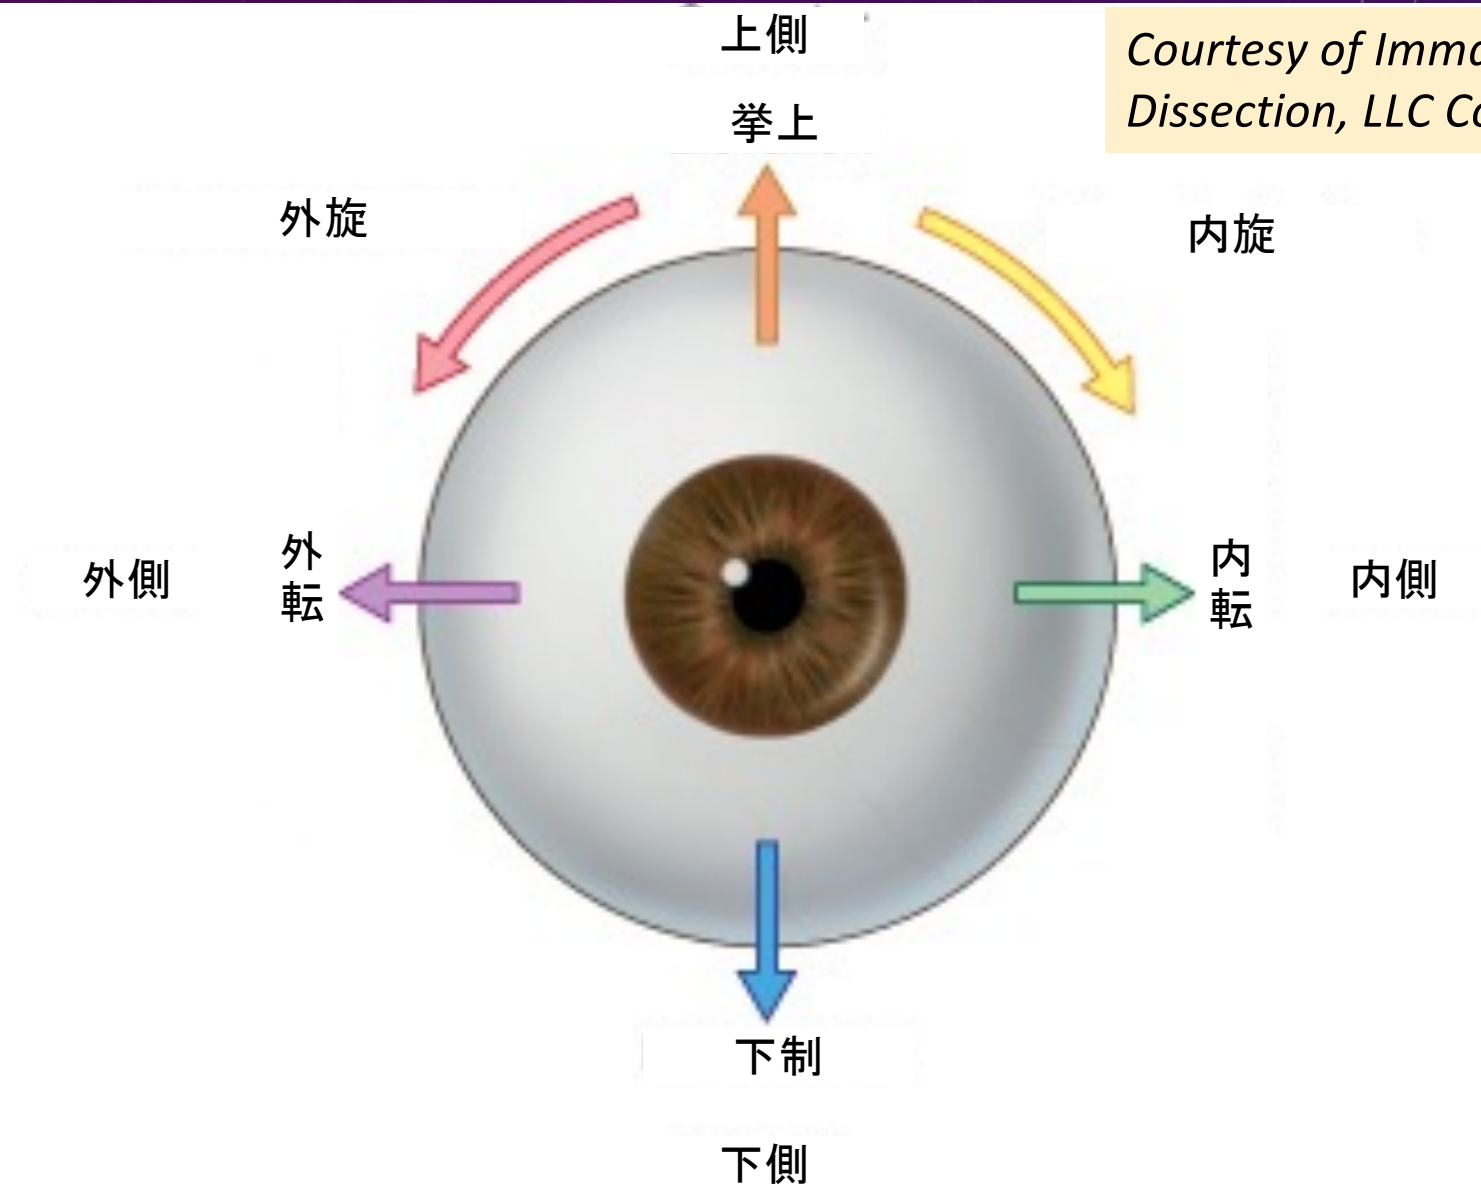 上側
Courtesy of
Dissection, LLC
挙上
外旋
内旋
外側
外転
内転
内側
下制
下側